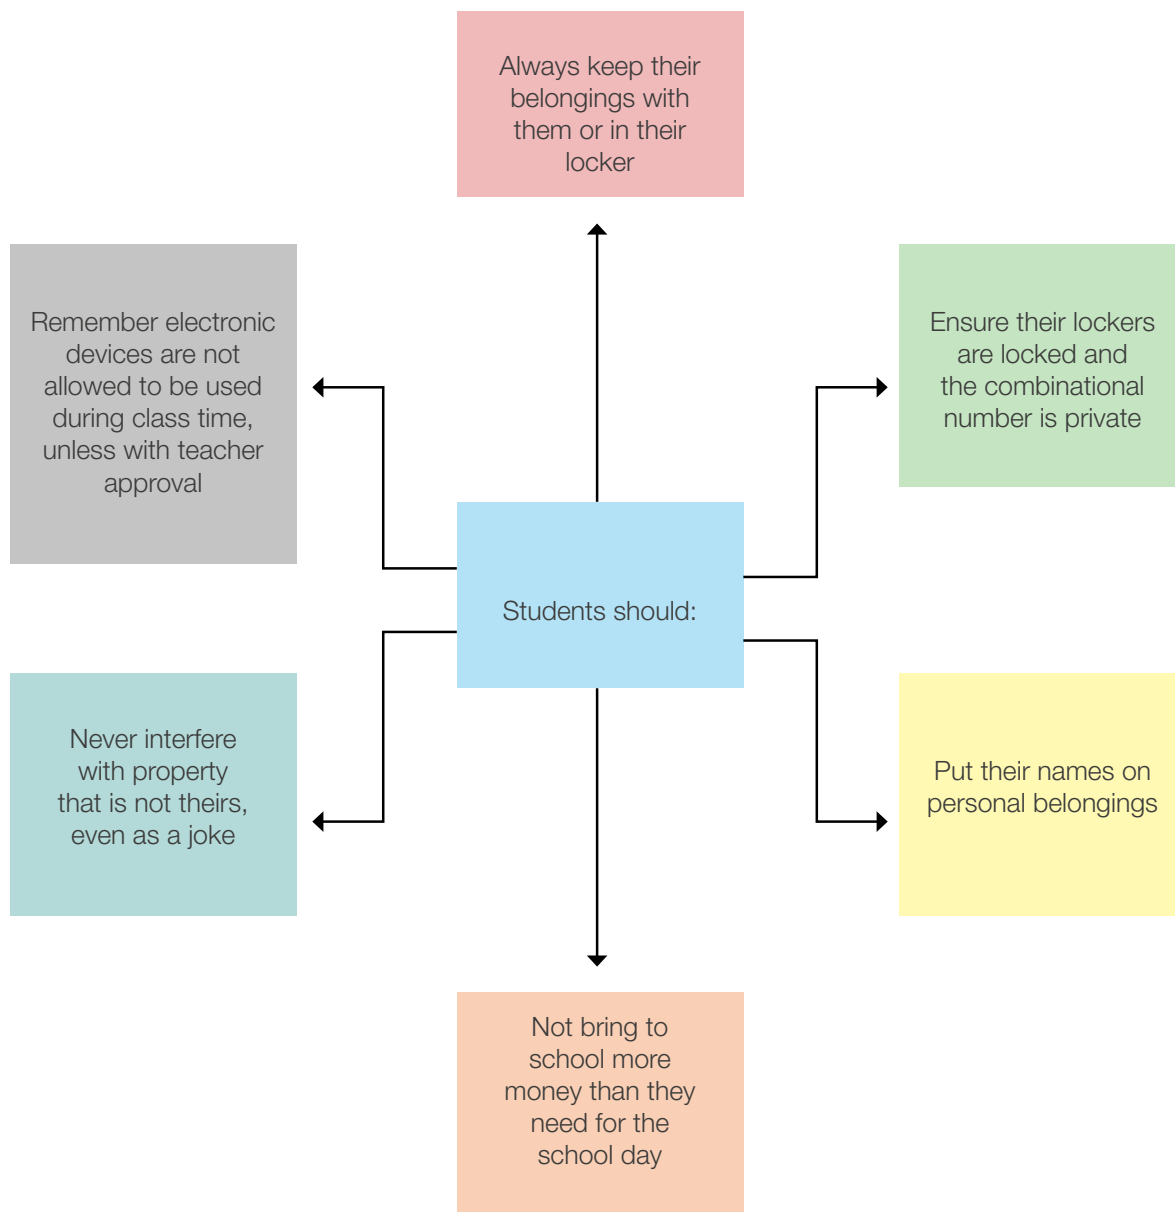 Always keep their
belongings with
them or in their
locker
Remember electronic
devices are not
allowed to be used
during class time,
unless with teacher
approval
Ensure their lockers
are locked and
the combinational
number is private
Students should:
Never interfere
with property
that is not theirs,
even as a joke
Put their names on
personal belongings
Not bring to
school more
money than they
need for the
school day